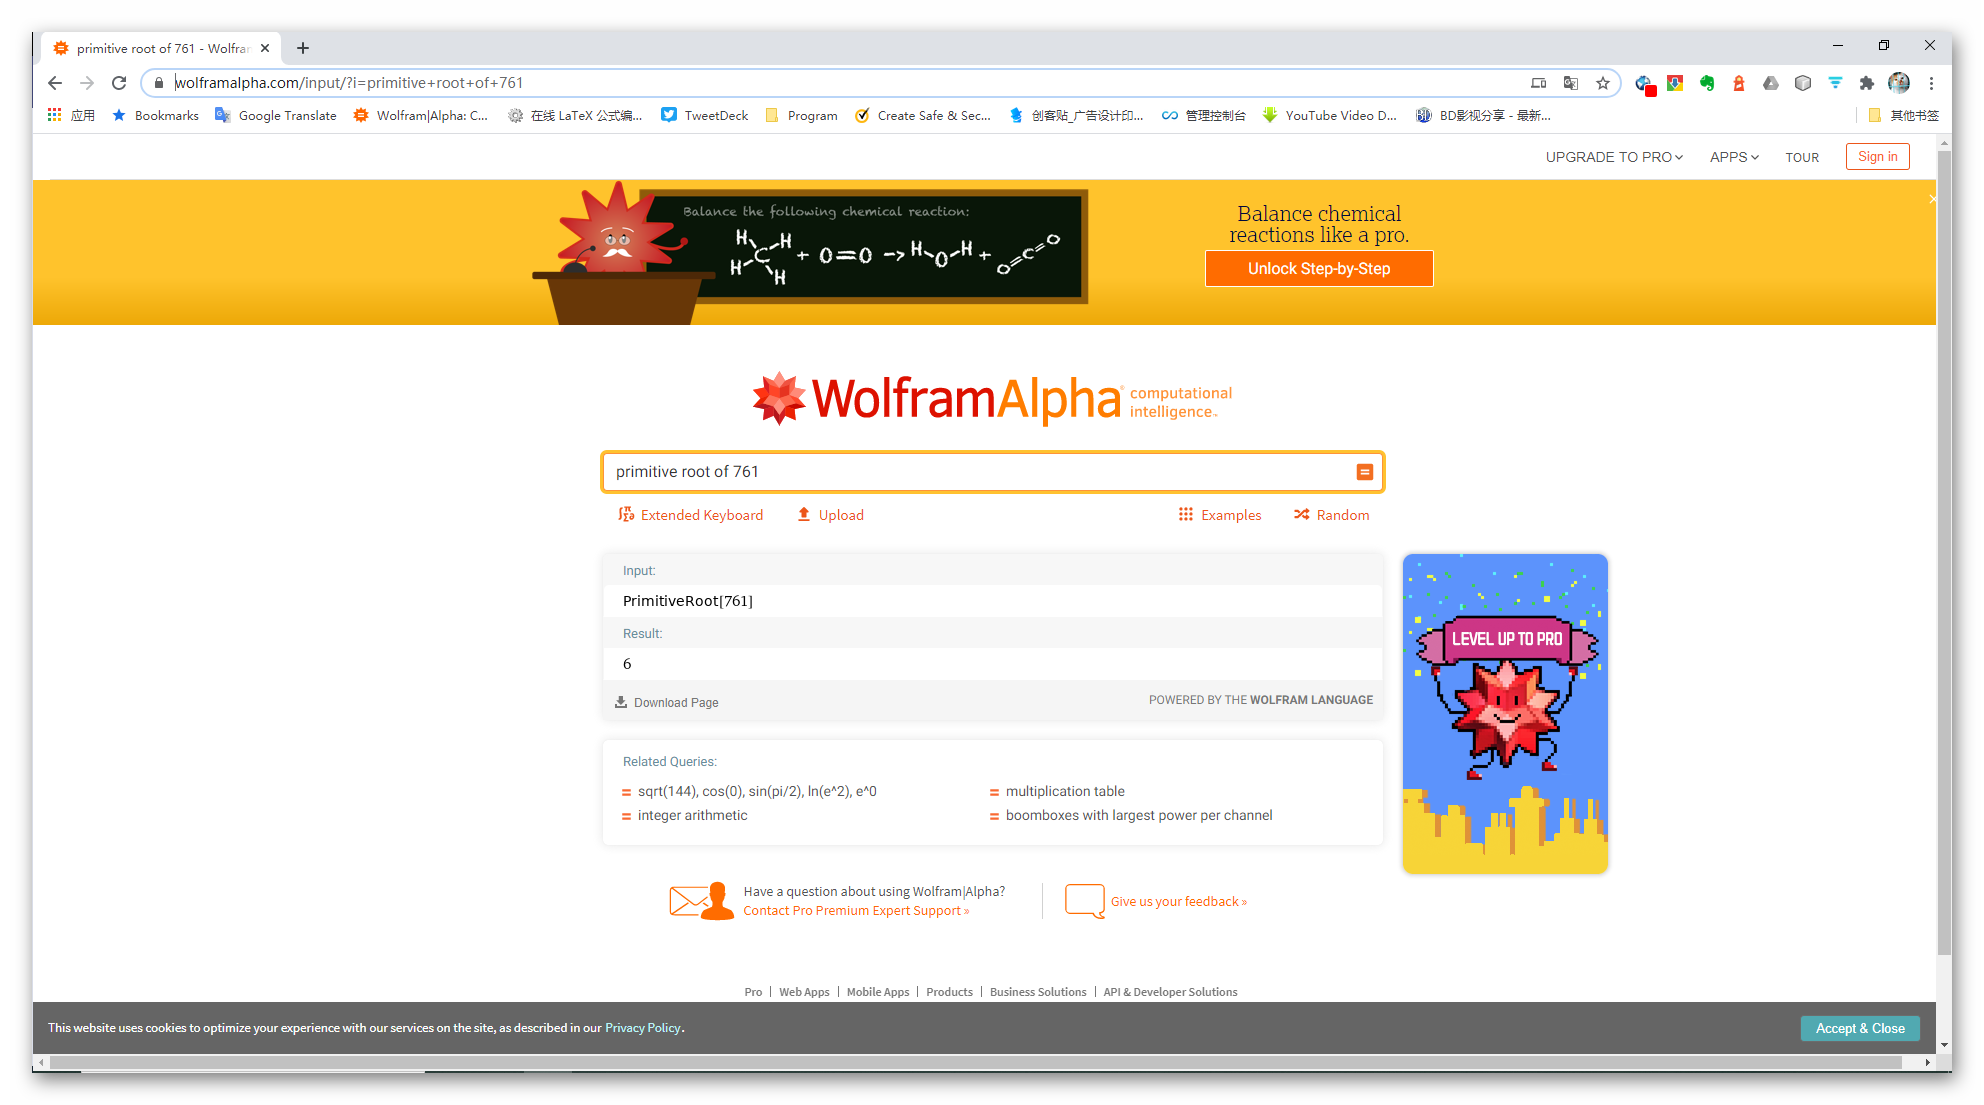 primitive root of 761 - Wolfra
wolframalpha.com/input/?i=primitive+root+of+761
应用 Bookmarks Google Translate Wolfram|Alpha: C... 在线 LaTeX 公式编... TweetDeck Program Create Safe & Sec... 创客贴_广告设计印... 管理控制台 YouTube Video D... BD影视分享 - 最新... 其他书签
UPGRADE TO PRO APPS TOUR Sign in
Balance the following chemical reaction:
H H C H H + O=O -> H O H + O=C=O
Balance chemical
reactions like a pro.
Unlock Step-by-Step
WolframAlpha computational
intelligence™
primitive root of 761
Extended Keyboard Upload Examples Random
Input:
PrimitiveRoot[761]
Result:
6
Download Page POWERED BY THE WOLFRAM LANGUAGE
LEVEL UP TO PRO
Related Queries:
= sqrt(144), cos(0), sin(pi/2), ln(e^2), e^0 = multiplication table
= integer arithmetic = boomboxes with largest power per channel
Have a question about using Wolfram|Alpha?
Contact Pro Premium Expert Support »
Give us your feedback »
Pro | Web Apps | Mobile Apps | Products | Business Solutions | API & Developer Solutions
This website uses cookies to optimize your experience with our services on the site, as described in our Privacy Policy. Accept & Close